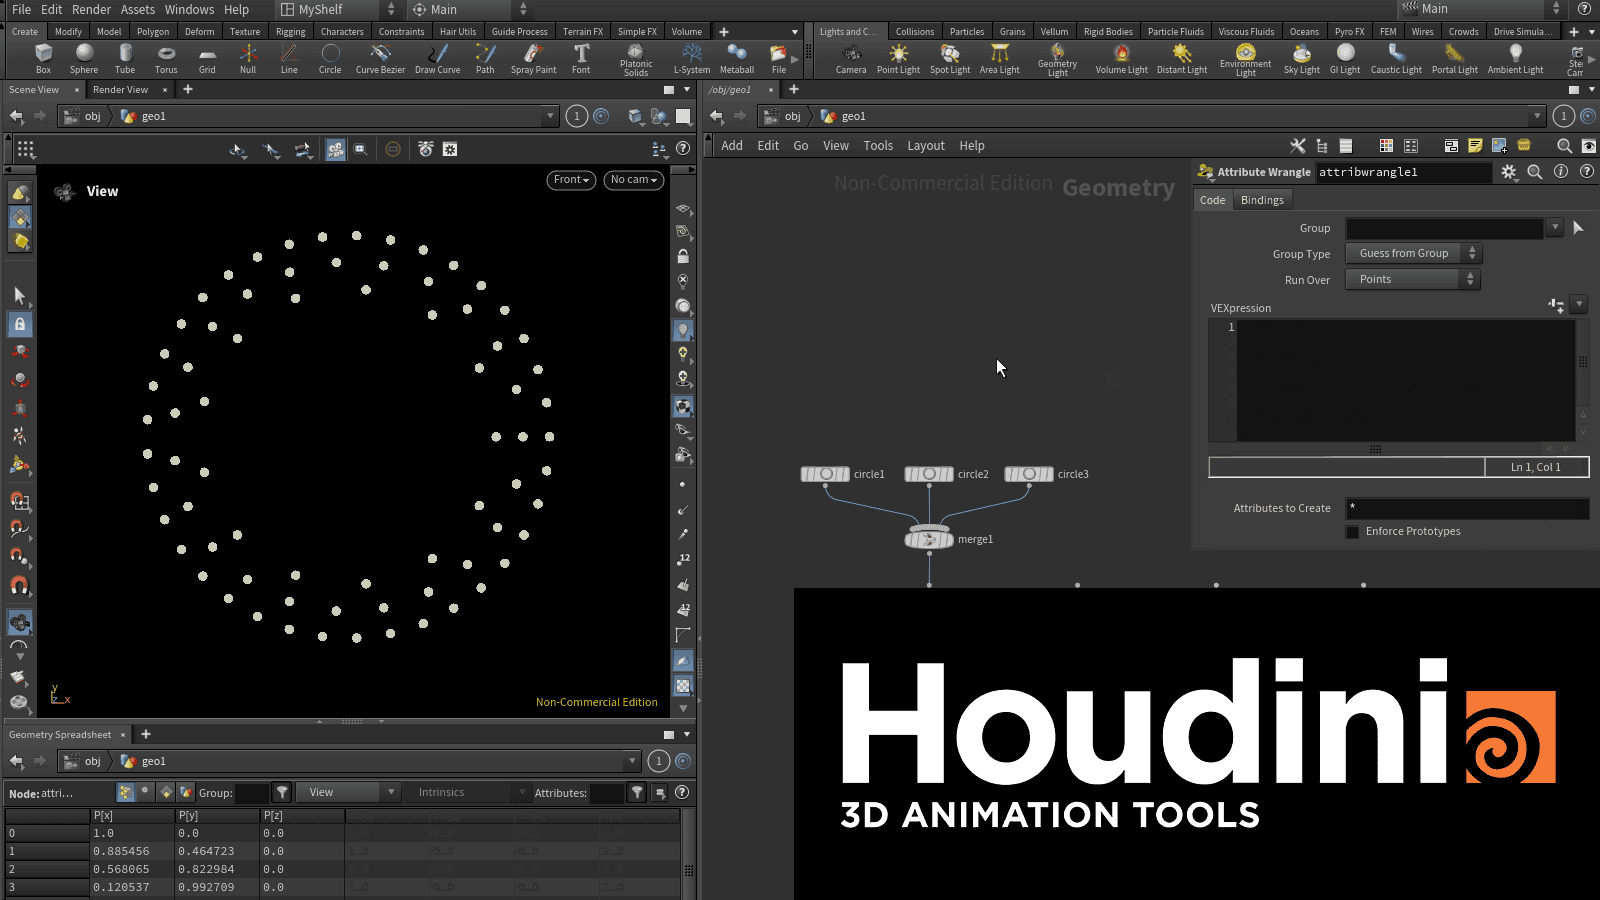 File Edit Render Assets Windows Help MyShelf Main Main
Create Modify Model Polygon Deform Texture Rigging Characters Constraints Hair Utils Guide Process Terrain FX Simple FX Volume Lights and C... Collisions Particles Grains Vellum Rigid Bodies Particle Fluids Viscous Fluids Oceans Pyro FX FEM Wires Crowds Drive Simula...
Box Sphere Tube Torus Grid Null Line Circle Curve Bezier Draw Curve Path Spray Paint Font Platonic Solids L-System Metaball File Camera Point Light Spot Light Area Light Geometry Light Volume Light Distant Light Environment Light Sky Light GI Light Caustic Light Portal Light Ambient Light Ste Cam
Scene View Render View /obj/geo1
obj geo1 1 obj geo1 1
Add Edit Go View Tools Layout Help
View Front No cam
Non-Commercial Edition Geometry
Attribute Wrangle attribwrangle1
Code Bindings
Group
Group Type Guess from Group
Run Over Points
VEXpression
1
Ln 1, Col 1
Attributes to Create *
Enforce Prototypes
circle1 circle2 circle3
merge1
12
12
y
z x
Non-Commercial Edition
Geometry Spreadsheet
obj geo1 1
Node: attri... Group: View Intrinsics Attributes:
P[x] P[y] P[z]
0 1.0 0.0 0.0
1 0.885456 0.464723 0.0
2 0.568065 0.822984 0.0
3 0.120537 0.992709 0.0
Houdini
3D ANIMATION TOOLS